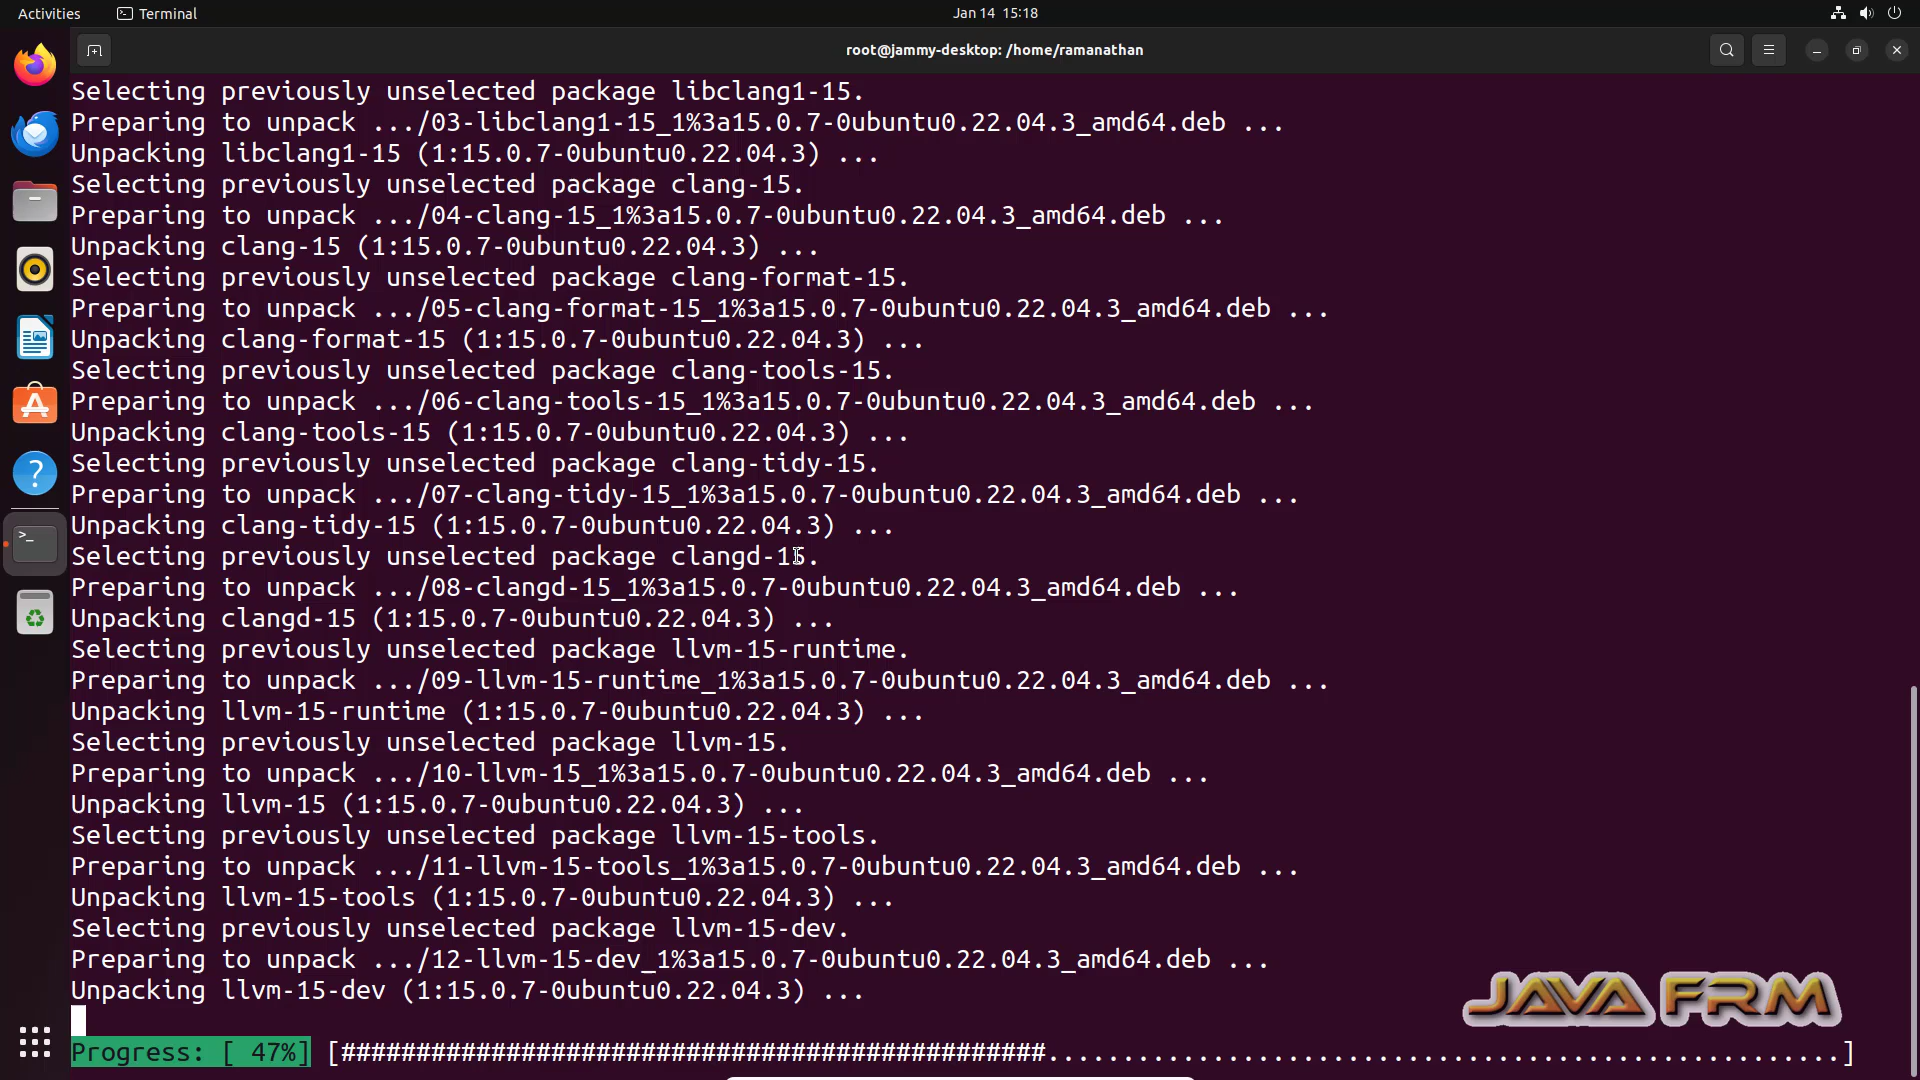 Activities
Terminal
Jan 14 15:18
root@jammy-desktop: /home/ramanathan
Selecting previously unselected package libclang1-15.
Preparing to unpack .../03-libclang1-15_1%3a15.0.7-0ubuntu0.22.04.3_amd64.deb ...
Unpacking libclang1-15 (1:15.0.7-0ubuntu0.22.04.3) ...
Selecting previously unselected package clang-15.
Preparing to unpack .../04-clang-15_1%3a15.0.7-0ubuntu0.22.04.3_amd64.deb ...
Unpacking clang-15 (1:15.0.7-0ubuntu0.22.04.3) ...
Selecting previously unselected package clang-format-15.
Preparing to unpack .../05-clang-format-15_1%3a15.0.7-0ubuntu0.22.04.3_amd64.deb ...
Unpacking clang-format-15 (1:15.0.7-0ubuntu0.22.04.3) ...
Selecting previously unselected package clang-tools-15.
Preparing to unpack .../06-clang-tools-15_1%3a15.0.7-0ubuntu0.22.04.3_amd64.deb ...
Unpacking clang-tools-15 (1:15.0.7-0ubuntu0.22.04.3) ...
Selecting previously unselected package clang-tidy-15.
Preparing to unpack .../07-clang-tidy-15_1%3a15.0.7-0ubuntu0.22.04.3_amd64.deb ...
Unpacking clang-tidy-15 (1:15.0.7-0ubuntu0.22.04.3) ...
Selecting previously unselected package clangd-15.
Preparing to unpack .../08-clangd-15_1%3a15.0.7-0ubuntu0.22.04.3_amd64.deb ...
Unpacking clangd-15 (1:15.0.7-0ubuntu0.22.04.3) ...
Selecting previously unselected package llvm-15-runtime.
Preparing to unpack .../09-llvm-15-runtime_1%3a15.0.7-0ubuntu0.22.04.3_amd64.deb ...
Unpacking llvm-15-runtime (1:15.0.7-0ubuntu0.22.04.3) ...
Selecting previously unselected package llvm-15.
Preparing to unpack .../10-llvm-15_1%3a15.0.7-0ubuntu0.22.04.3_amd64.deb ...
Unpacking llvm-15 (1:15.0.7-0ubuntu0.22.04.3) ...
Selecting previously unselected package llvm-15-tools.
Preparing to unpack .../11-llvm-15-tools_1%3a15.0.7-0ubuntu0.22.04.3_amd64.deb ...
Unpacking llvm-15-tools (1:15.0.7-0ubuntu0.22.04.3) ...
Selecting previously unselected package llvm-15-dev.
Preparing to unpack .../12-llvm-15-dev_1%3a15.0.7-0ubuntu0.22.04.3_amd64.deb ...
Unpacking llvm-15-dev (1:15.0.7-0ubuntu0.22.04.3) ...
JAVA FRM
Progress: [ 47%] [###############################################.....................................................]